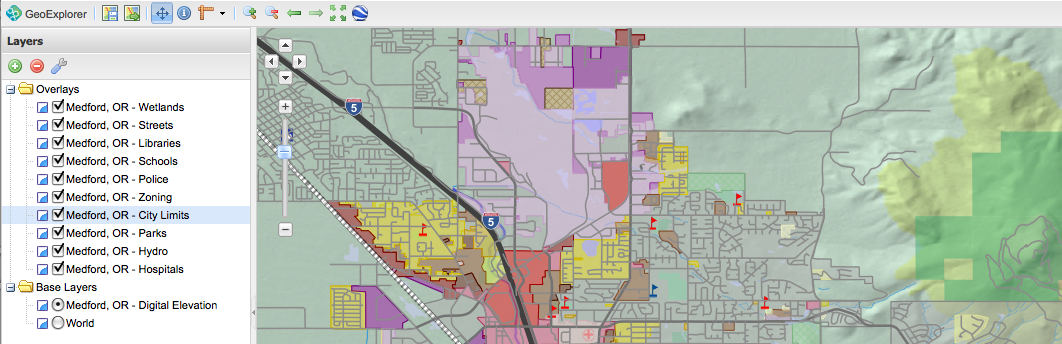 GeoExplorer
Layers
Overlays
Medford, OR - Wetlands
Medford, OR - Streets
Medford, OR - Libraries
Medford, OR - Schools
Medford, OR - Police
Medford, OR - Zoning
Medford, OR - City Limits
Medford, OR - Parks
Medford, OR - Hydro
Medford, OR - Hospitals
Base Layers
Medford, OR - Digital Elevation
World
5
5